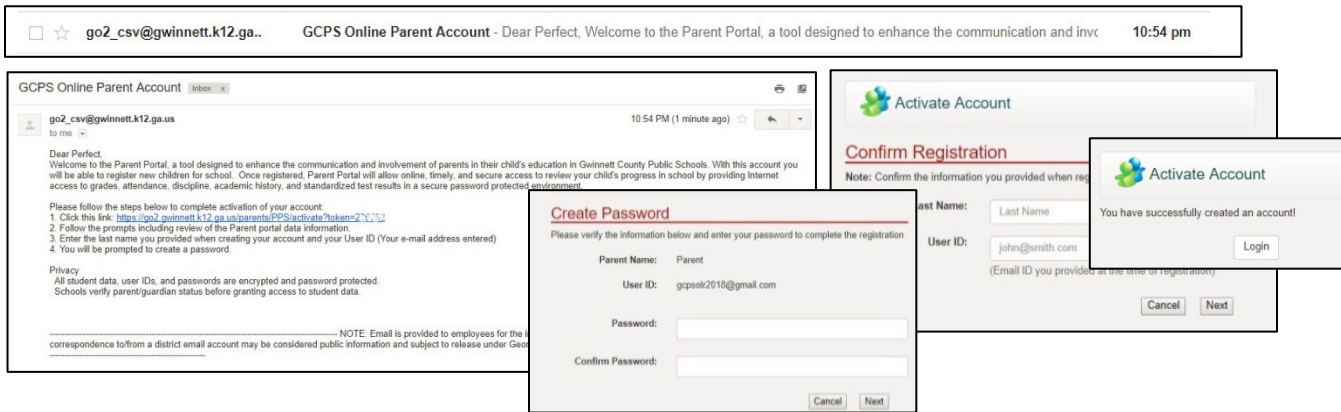 go2_csv@gwinnett.k12.ga.. GCPS Online Parent Account - Dear Perfect, Welcome to the Parent Portal, a tool designed to enhance the communication and invo 10:54 pm
GCPS Online Parent Account Inbox x
go2_csv@gwinnett.k12.ga.us 10:54 PM (1 minute ago)
to me
Dear Perfect,
Welcome to the Parent Portal, a tool designed to enhance the communication and involvement of parents in their child's education in Gwinnett County Public Schools. With this account you
will be able to register new children for school. Once registered, Parent Portal will allow online, timely, and secure access to review your child's progress in school by providing Internet
access to grades, attendance, discipline, academic history, and standardized test results in a secure password protected environment.
Please follow the steps below to complete activation of your account:
1. Click this link: https://go2.gwinnett.k12.ga.us/parents/PPS/activate?token=
2. Follow the prompts including review of the Parent portal data information.
3. Enter the last name you provided when creating your account and your User ID (Your e-mail address entered)
4. You will be prompted to create a password.
Privacy
All student data, user IDs, and passwords are encrypted and password protected.
Schools verify parent/guardian status before granting access to student data.
NOTE: Email is provided to employees for the
correspondence to/from a district email account may be considered public information and subject to release under
Create Password
Please verify the information below and enter your password to complete the registration
Parent Name: Parent
User ID: gcpsolr2018@gmail.com
Password:
Confirm Password:
Cancel Next
Activate Account
Confirm Registration
Note: Confirm the information you provided when reg
ast Name: Last Name
User ID: john@smith.com
(Email ID you provided at the time of registration)
Cancel Next
Activate Account
You have successfully created an account!
Login